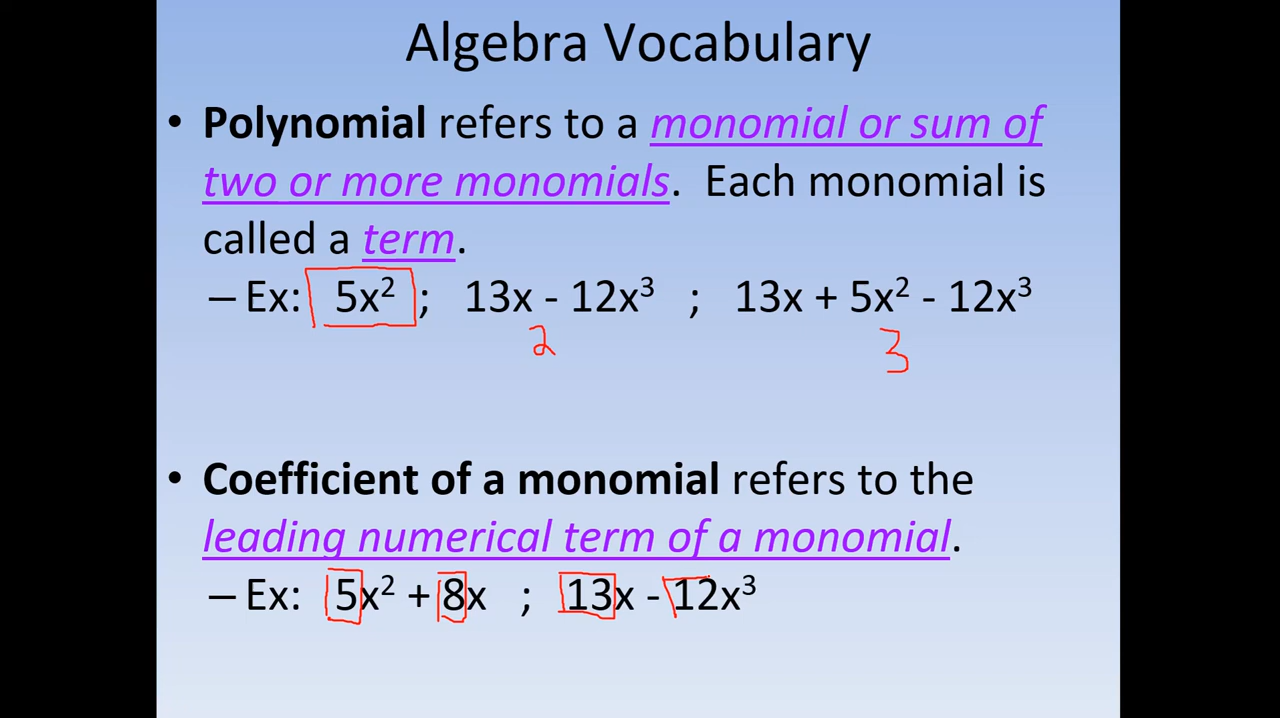 Algebra Vocabulary
• Polynomial refers to a monomial or sum of
two or more monomials. Each monomial is
called a term.
– Ex: 5x² ; 13x - 12x³ ; 13x + 5x² - 12x³
2 3
• Coefficient of a monomial refers to the
leading numerical term of a monomial.
– Ex: 5x² + 8x ; 13x - 12x³